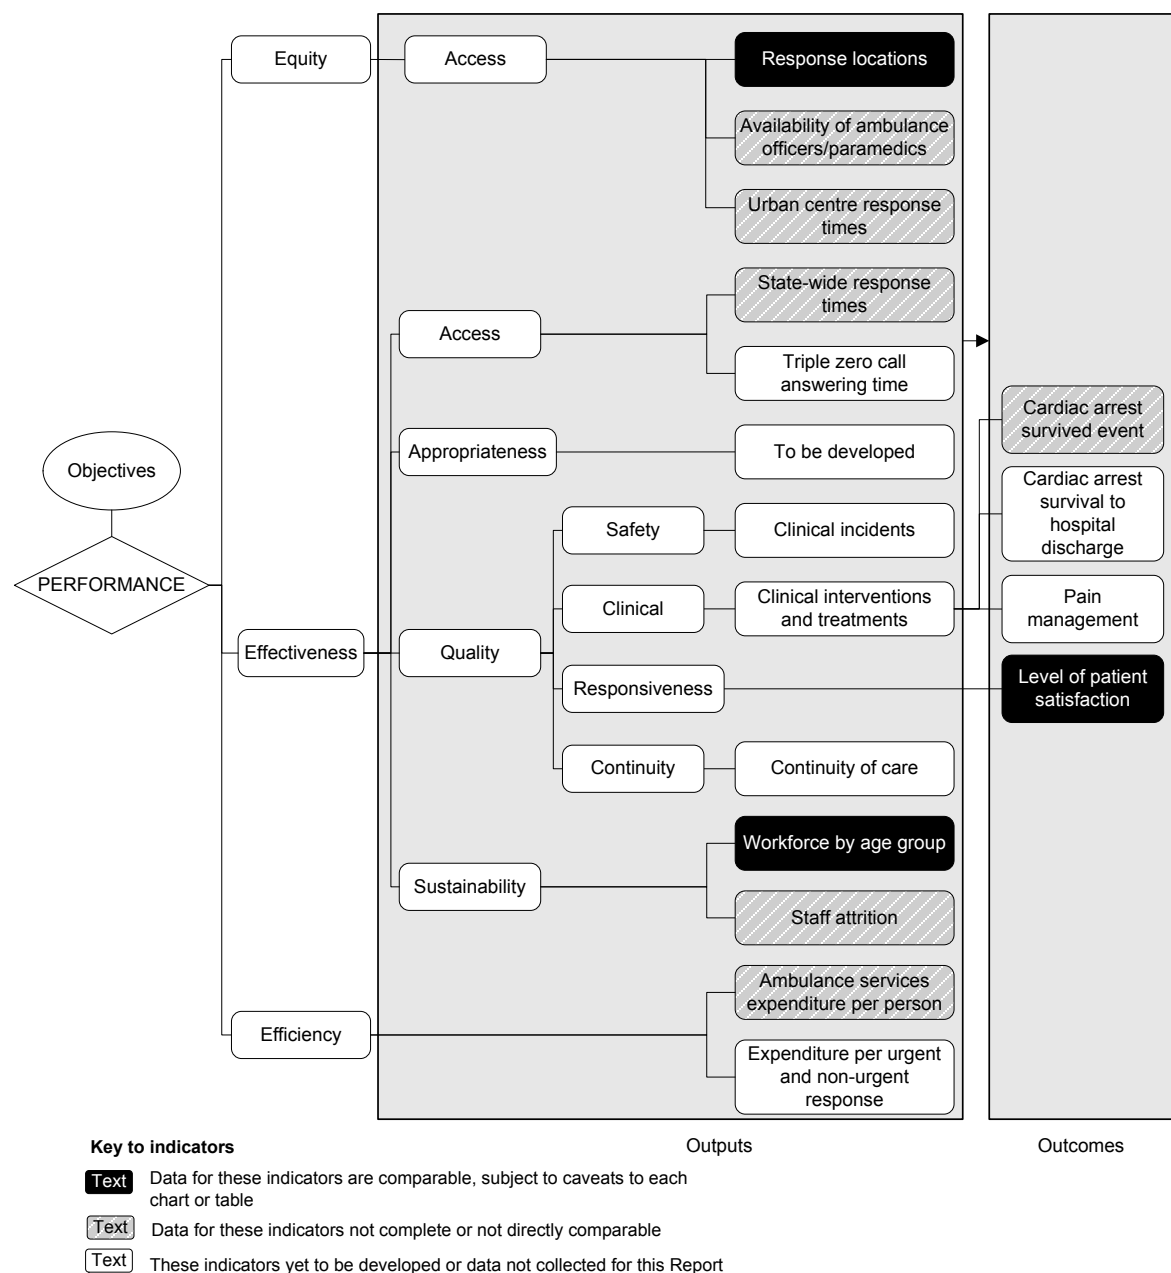 Equity
Access
Response locations
Availability of ambulance
officers/paramedics
Urban centre response
times
State-wide response
times
Access
Triple zero call
answering time
Cardiac arrest
survived event
Objectives
Appropriateness
To be developed
Cardiac arrest
survival to
hospital
discharge
Safety
Clinical incidents
PERFORMANCE
Clinical
Clinical interventions
and treatments
Pain
management
Effectiveness
Quality
Responsiveness
Level of patient
satisfaction
Continuity
Continuity of care
Workforce by age group
Sustainability
Staff attrition
Ambulance services
expenditure per person
Efficiency
Expenditure per urgent
and non-urgent
response
Outputs
Outcomes
Key to indicators
Text Data for these indicators are comparable, subject to caveats to each
chart or table
Text Data for these indicators not complete or not directly comparable
Text These indicators yet to be developed or data not collected for this Report